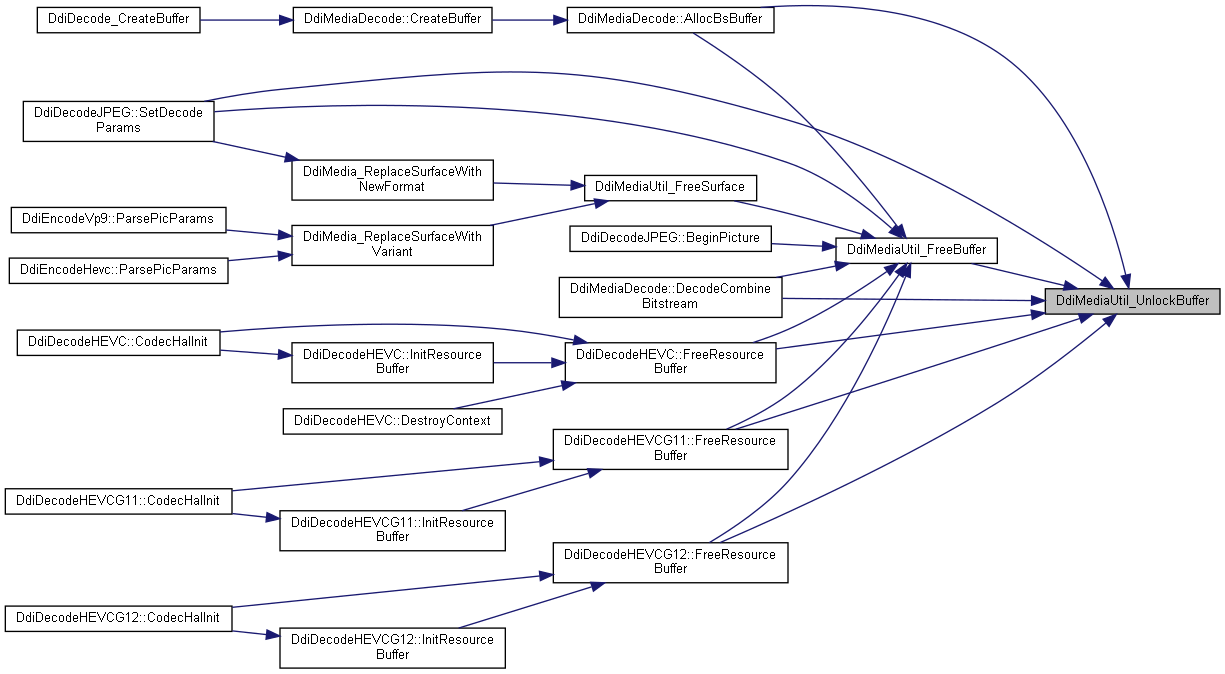 DdiDecode_CreateBuffer
DdiMediaDecode::CreateBuffer
DdiMediaDecode::AllocBsBuffer
DdiDecodeJPEG::SetDecode
Params
DdiMedia_ReplaceSurfaceWith
NewFormat
DdiMediaUtil_FreeSurface
DdiEncodeVp9::ParsePicParams
DdiMedia_ReplaceSurfaceWith
Variant
DdiDecodeJPEG::BeginPicture
DdiMediaUtil_FreeBuffer
DdiEncodeHevc::ParsePicParams
DdiMediaDecode::DecodeCombine
Bitstream
DdiMediaUtil_UnlockBuffer
DdiDecodeHEVC::CodecHalInit
DdiDecodeHEVC::InitResource
Buffer
DdiDecodeHEVC::FreeResource
Buffer
DdiDecodeHEVC::DestroyContext
DdiDecodeHEVCG11::FreeResource
Buffer
DdiDecodeHEVCG11::CodecHalInit
DdiDecodeHEVCG11::InitResource
Buffer
DdiDecodeHEVCG12::FreeResource
Buffer
DdiDecodeHEVCG12::CodecHalInit
DdiDecodeHEVCG12::InitResource
Buffer